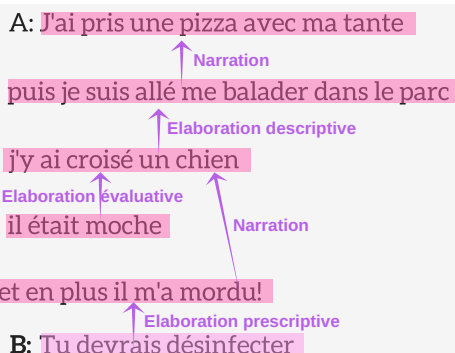 A: J'ai pris une pizza avec ma tante
Narration
puis je suis allé me balader dans le parc
Elaboration descriptive
j'y ai croisé un chien
Elaboration évaluative
il était moche
Narration
et en plus il m'a mordu!
Elaboration prescriptive
B: Tu devrais désinfecter